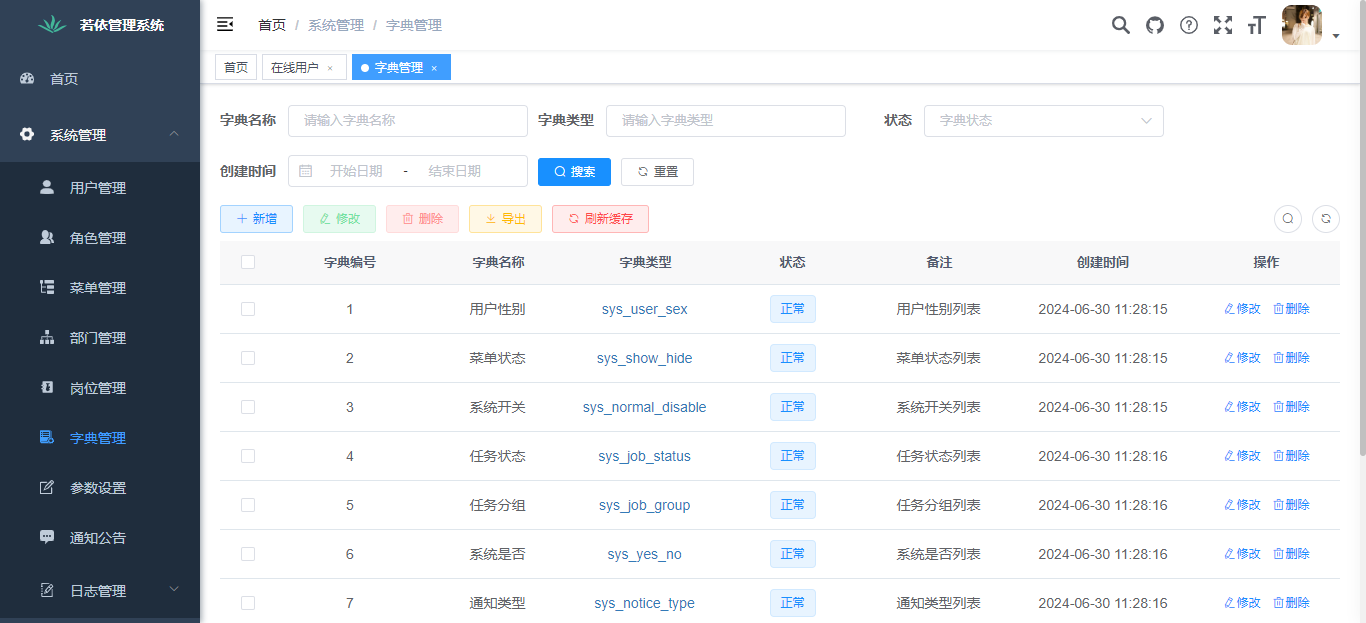 若依管理系统
首页
系统管理
用户管理
角色管理
菜单管理
部门管理
岗位管理
字典管理
参数设置
通知公告
日志管理
首页 / 系统管理 / 字典管理
首页 在线用户 × 字典管理 ×
字典名称 请输入字典名称 字典类型 请输入字典类型 状态 字典状态
创建时间 开始日期 - 结束日期 搜索 重置
新增 修改 删除 导出 刷新缓存
字典编号 字典名称 字典类型 状态 备注 创建时间 操作
1 用户性别 sys_user_sex 正常 用户性别列表 2024-06-30 11:28:15 修改 删除
2 菜单状态 sys_show_hide 正常 菜单状态列表 2024-06-30 11:28:15 修改 删除
3 系统开关 sys_normal_disable 正常 系统开关列表 2024-06-30 11:28:15 修改 删除
4 任务状态 sys_job_status 正常 任务状态列表 2024-06-30 11:28:16 修改 删除
5 任务分组 sys_job_group 正常 任务分组列表 2024-06-30 11:28:16 修改 删除
6 系统是否 sys_yes_no 正常 系统是否列表 2024-06-30 11:28:16 修改 删除
7 通知类型 sys_notice_type 正常 通知类型列表 2024-06-30 11:28:16 修改 删除